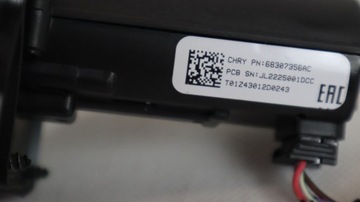 CHRY PN:68307356AC
PCB SN:JL2225001DCC
T01243012D0243
EAC